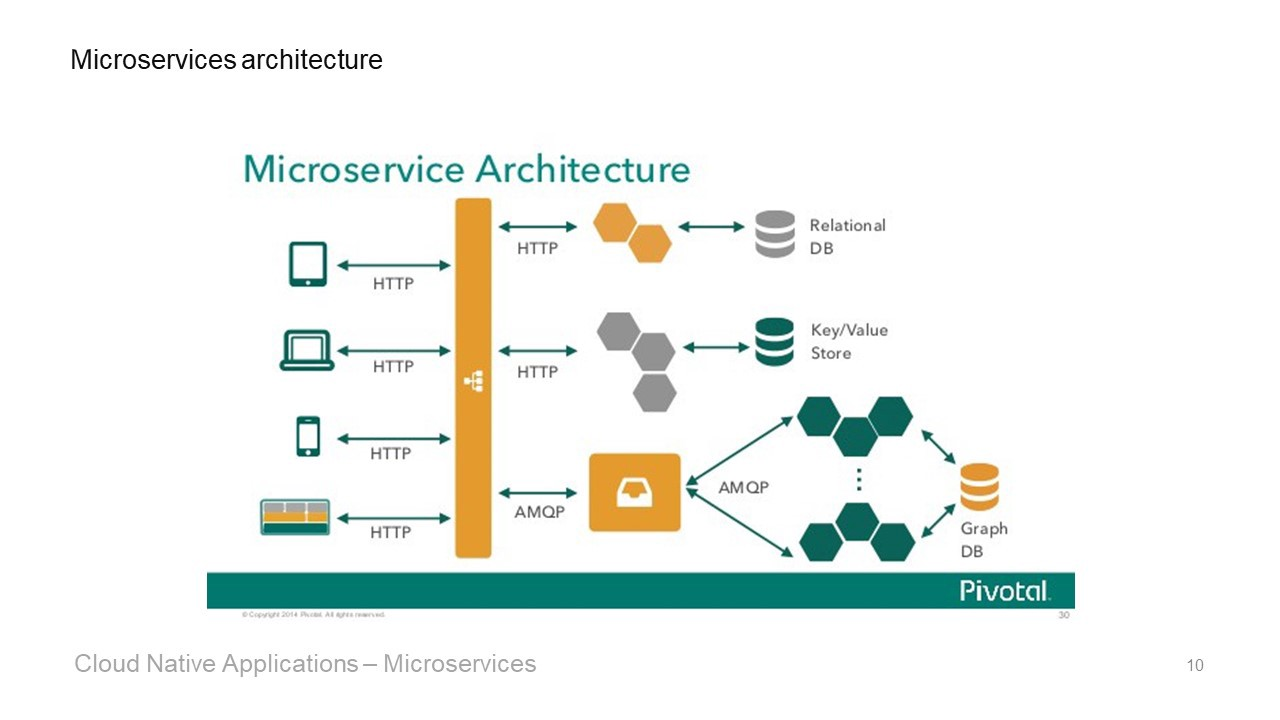 Microservices architecture
Microservice Architecture
HTTP
HTTP
HTTP
HTTP
HTTP
HTTP
AMQP
AMQP
Relational
DB
Key/Value
Store
Graph
DB
Pivotal
© Copyright 2014 Pivotal. All rights reserved.
30
Cloud Native Applications – Microservices
10